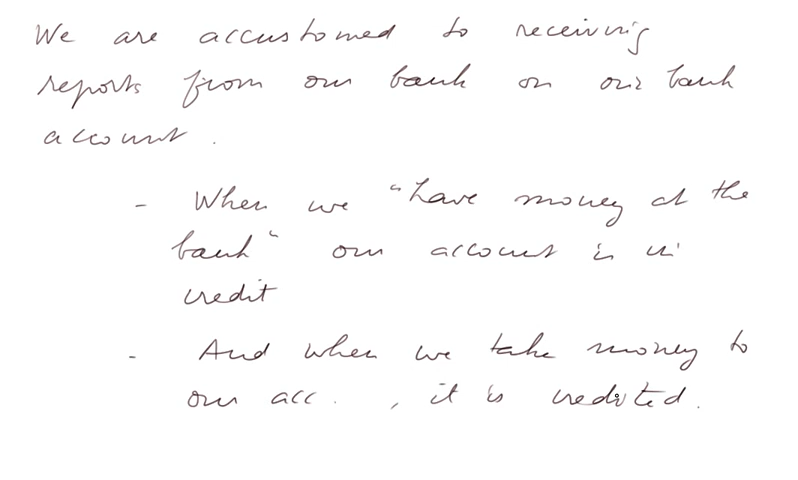 We are accustomed to receiving
reports from our bank on our bank
account.
- When we "have money at the
bank" our account is in
credit
- And when we take money to
our acc. , it is credited.